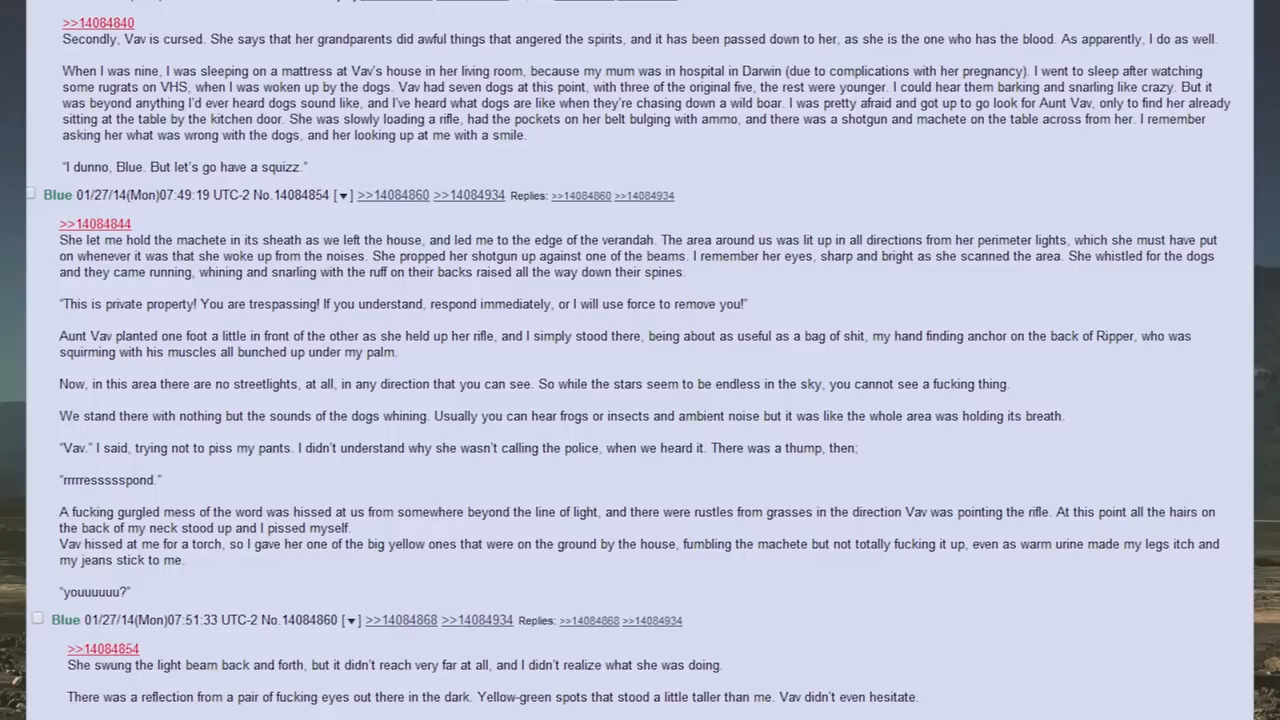 >>14084840
Secondly, Vav is cursed. She says that her grandparents did awful things that angered the spirits, and it has been passed down to her, as she is the one who has the blood. As apparently, I do as well.
When I was nine, I was sleeping on a mattress at Vav's house in her living room, because my mum was in hospital in Darwin (due to complications with her pregnancy). I went to sleep after watching
some rugrats on VHS, when I was woken up by the dogs. Vav had seven dogs at this point, with three of the original five, the rest were younger. I could hear them barking and snarling like crazy. But it
was beyond anything I'd ever heard dogs sound like, and I've heard what dogs are like when they're chasing down a wild boar. I was pretty afraid and got up to go look for Aunt Vav, only to find her already
sitting at the table by the kitchen door. She was slowly loading a rifle, had the pockets on her belt bulging with ammo, and there was a shotgun and machete on the table across from her. I remember
asking her what was wrong with the dogs, and her looking up at me with a smile.
"I dunno, Blue. But let's go have a squizz."
Blue 01/27/14(Mon)07:49:19 UTC-2 No.14084854 [▼] >>14084860 >>14084934 Replies: >>14084860 >>14084934
>>14084844
She let me hold the machete in its sheath as we left the house, and led me to the edge of the verandah. The area around us was lit up in all directions from her perimeter lights, which she must have put
on whenever it was that she woke up from the noises. She propped her shotgun up against one of the beams. I remember her eyes, sharp and bright as she scanned the area. She whistled for the dogs
and they came running, whining and snarling with the ruff on their backs raised all the way down their spines.
"This is private property! You are trespassing! If you understand, respond immediately, or I will use force to remove you!"
Aunt Vav planted one foot a little in front of the other as she held up her rifle, and I simply stood there, being about as useful as a bag of shit, my hand finding anchor on the back of Ripper, who was
squirming with his muscles all bunched up under my palm.
Now, in this area there are no streetlights, at all, in any direction that you can see. So while the stars seem to be endless in the sky, you cannot see a fucking thing.
We stand there with nothing but the sounds of the dogs whining. Usually you can hear frogs or insects and ambient noise but it was like the whole area was holding its breath.
"Vav." I said, trying not to piss my pants. I didn't understand why she wasn't calling the police, when we heard it. There was a thump, then;
"rrrrresssssspond."
A fucking gurgled mess of the word was hissed at us from somewhere beyond the line of light, and there were rustles from grasses in the direction Vav was pointing the rifle. At this point all the hairs on
the back of my neck stood up and I pissed myself.
Vav hissed at me for a torch, so I gave her one of the big yellow ones that were on the ground by the house, fumbling the machete but not totally fucking it up, even as warm urine made my legs itch and
my jeans stick to me.
"youuuuuu?"
Blue 01/27/14(Mon)07:51:33 UTC-2 No.14084860 [▼] >>14084868 >>14084934 Replies: >>14084868 >>14084934
>>14084854
She swung the light beam back and forth, but it didn't reach very far at all, and I didn't realize what she was doing.
There was a reflection from a pair of fucking eyes out there in the dark. Yellow-green spots that stood a little taller than me. Vav didn't even hesitate.